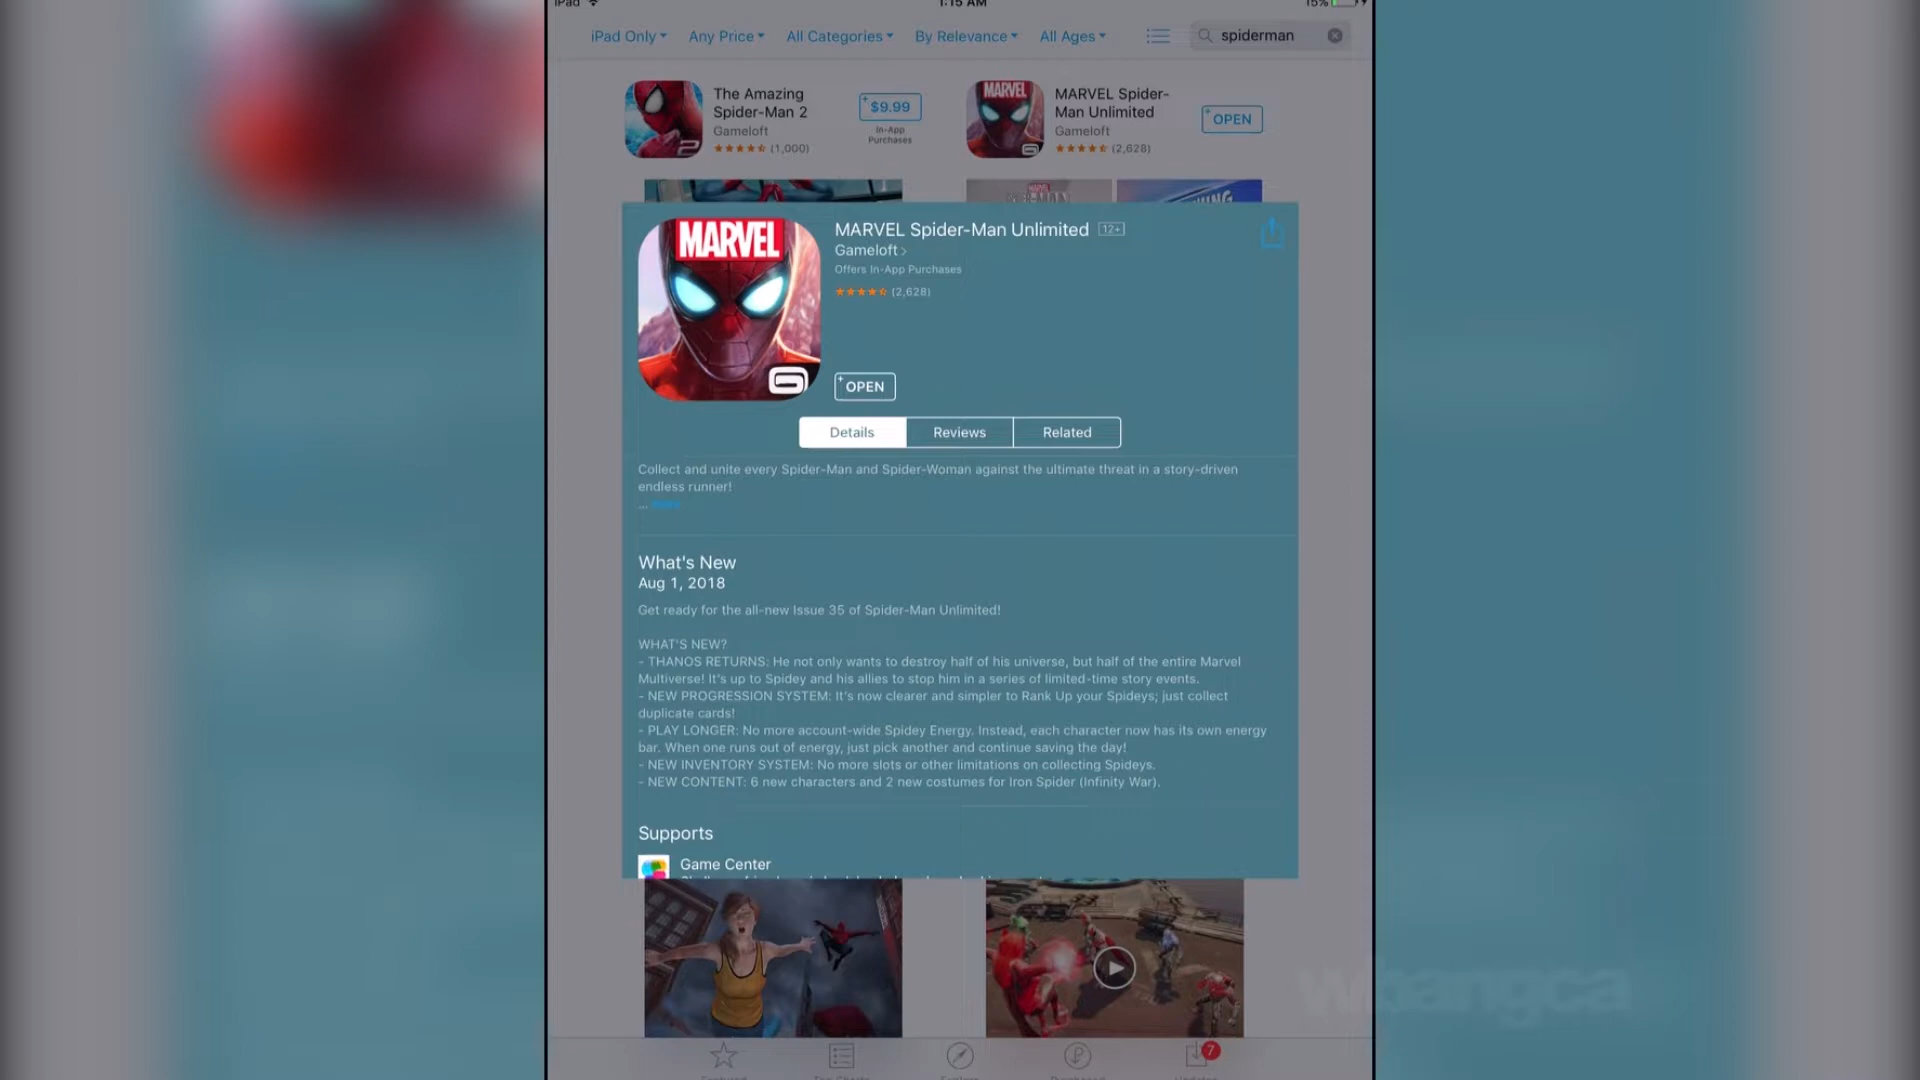 iPad 1:15 AM 15%
iPad Only Any Price All Categories By Relevance All Ages spiderman
The Amazing
Spider-Man 2
Gameloft
(1,000)
$9.99
In-App
Purchases
2
MARVEL
MARVEL Spider-
Man Unlimited
Gameloft
(2,628)
OPEN
MARVEL
MARVEL Spider-Man Unlimited 12+
Gameloft
Offers In-App Purchases
(2,628)
OPEN
Details Reviews Related
Collect and unite every Spider-Man and Spider-Woman against the ultimate threat in a story-driven
endless runner!
... more
What's New
Aug 1, 2018
Get ready for the all-new Issue 35 of Spider-Man Unlimited!
WHAT'S NEW?
- THANOS RETURNS: He not only wants to destroy half of his universe, but half of the entire Marvel
Multiverse! It's up to Spidey and his allies to stop him in a series of limited-time story events.
- NEW PROGRESSION SYSTEM: It's now clearer and simpler to Rank Up your Spideys; just collect
duplicate cards!
- PLAY LONGER: No more account-wide Spidey Energy. Instead, each character now has its own energy
bar. When one runs out of energy, just pick another and continue saving the day!
- NEW INVENTORY SYSTEM: No more slots or other limitations on collecting Spideys.
- NEW CONTENT: 6 new characters and 2 new costumes for Iron Spider (Infinity War).
Supports
Game Center
7